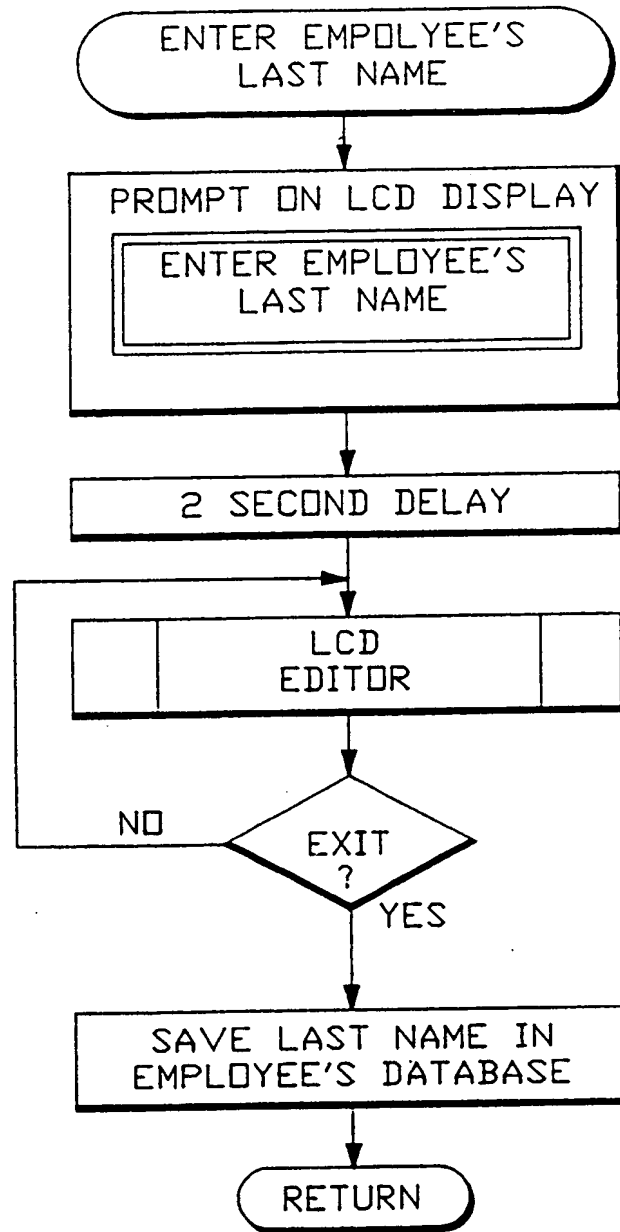 ENTER EMPOLYEE'S
LAST NAME
PROMPT ON LCD DISPLAY
ENTER EMPLOYEE'S
LAST NAME
2 SECOND DELAY
LCD
EDITOR
NO
EXIT
?
YES
SAVE LAST NAME IN
EMPLOYEE'S DATABASE
RETURN